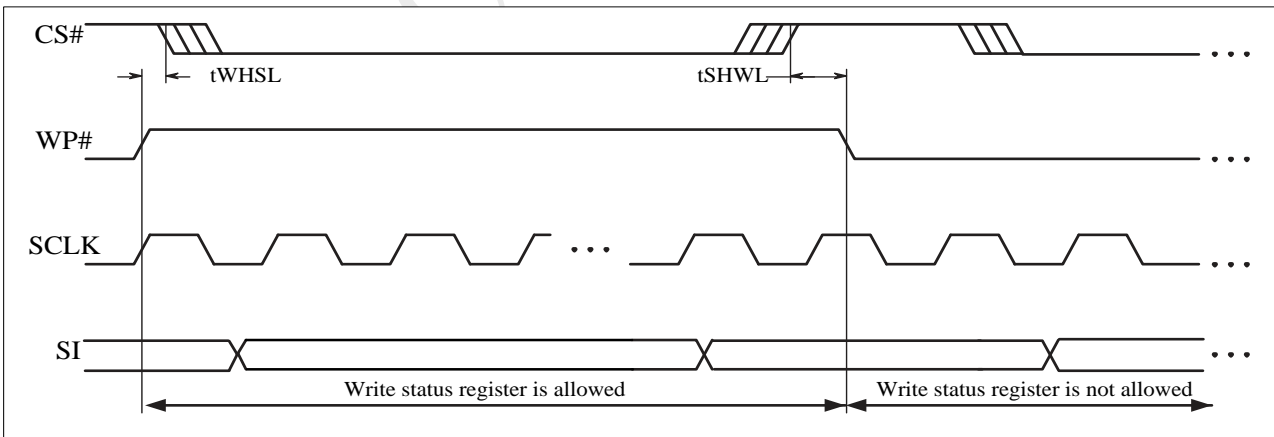 CS#
tWHSL
tSHWL
WP#
SCLK
SI
Write status register is allowed
Write status register is not allowed